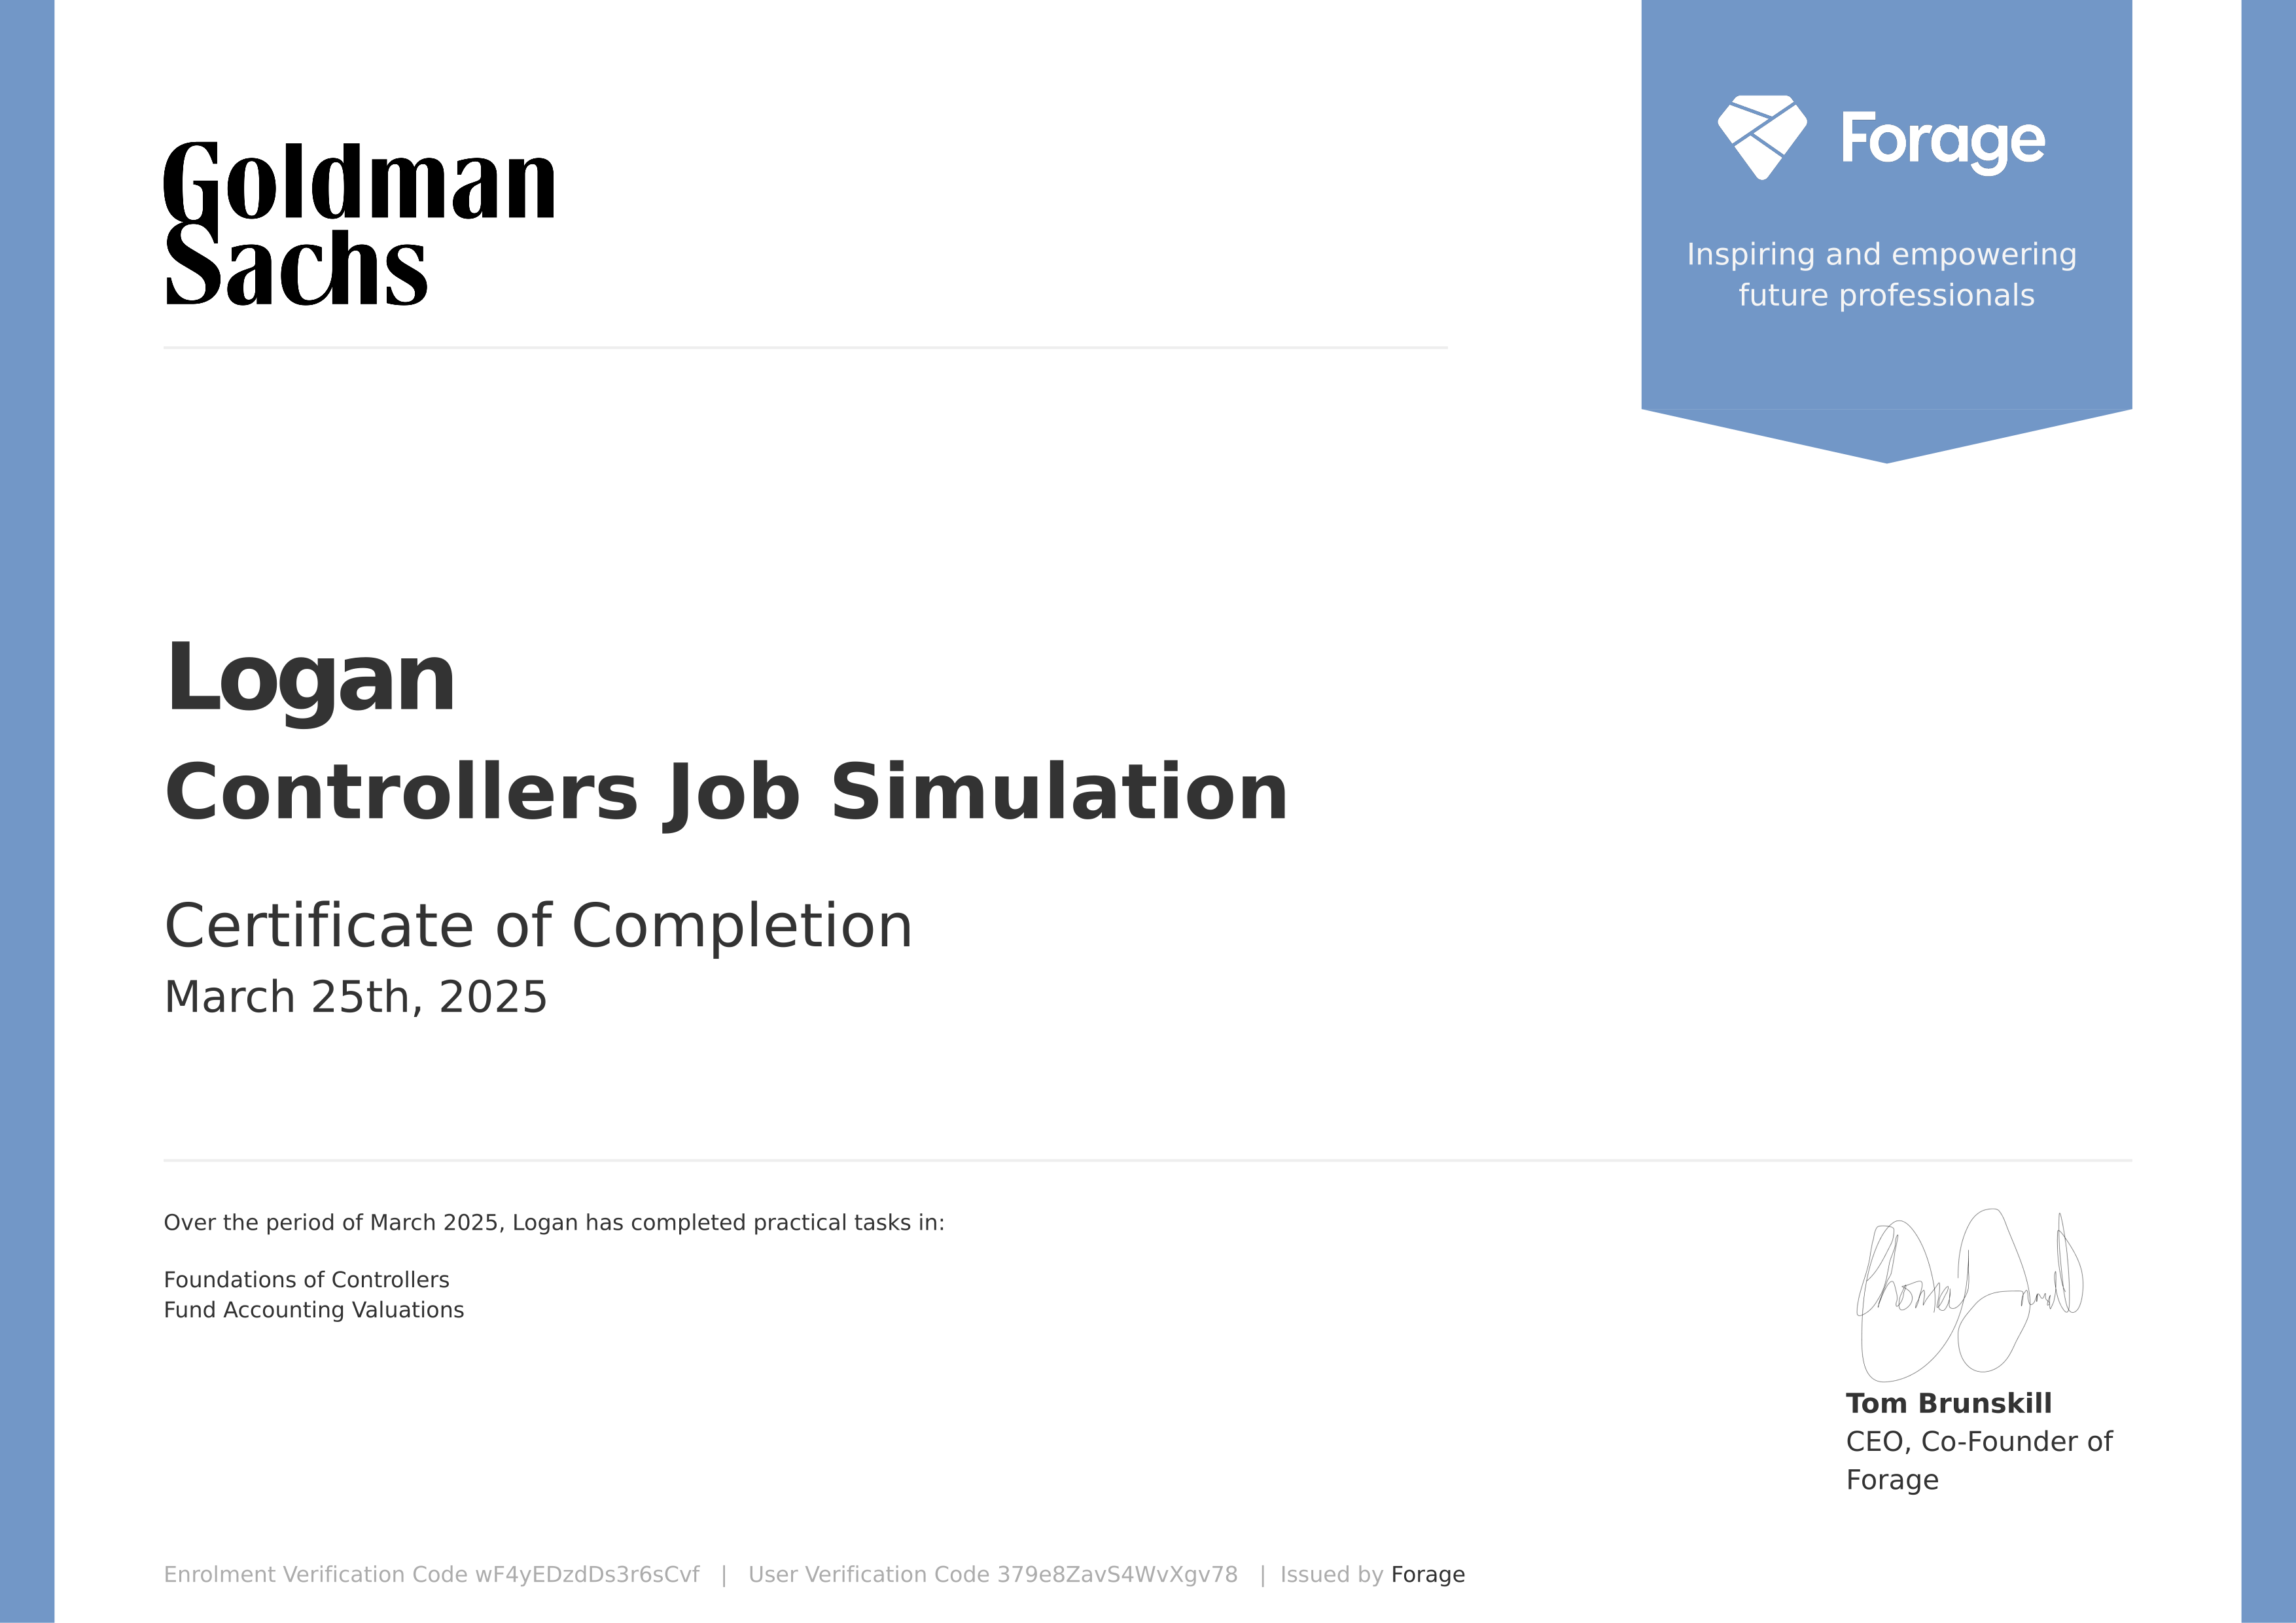 Goldman
Sachs
Forage
Inspiring and empowering
future professionals
Logan
Controllers Job Simulation
Certificate of Completion
March 25th, 2025
Over the period of March 2025, Logan has completed practical tasks in:
Foundations of Controllers
Fund Accounting Valuations
Tom Brunskill
CEO, Co-Founder of
Forage
Enrolment Verification Code wF4yEDzdDs3r6sCvf | User Verification Code 379e8ZavS4WvXgv78 | Issued by Forage